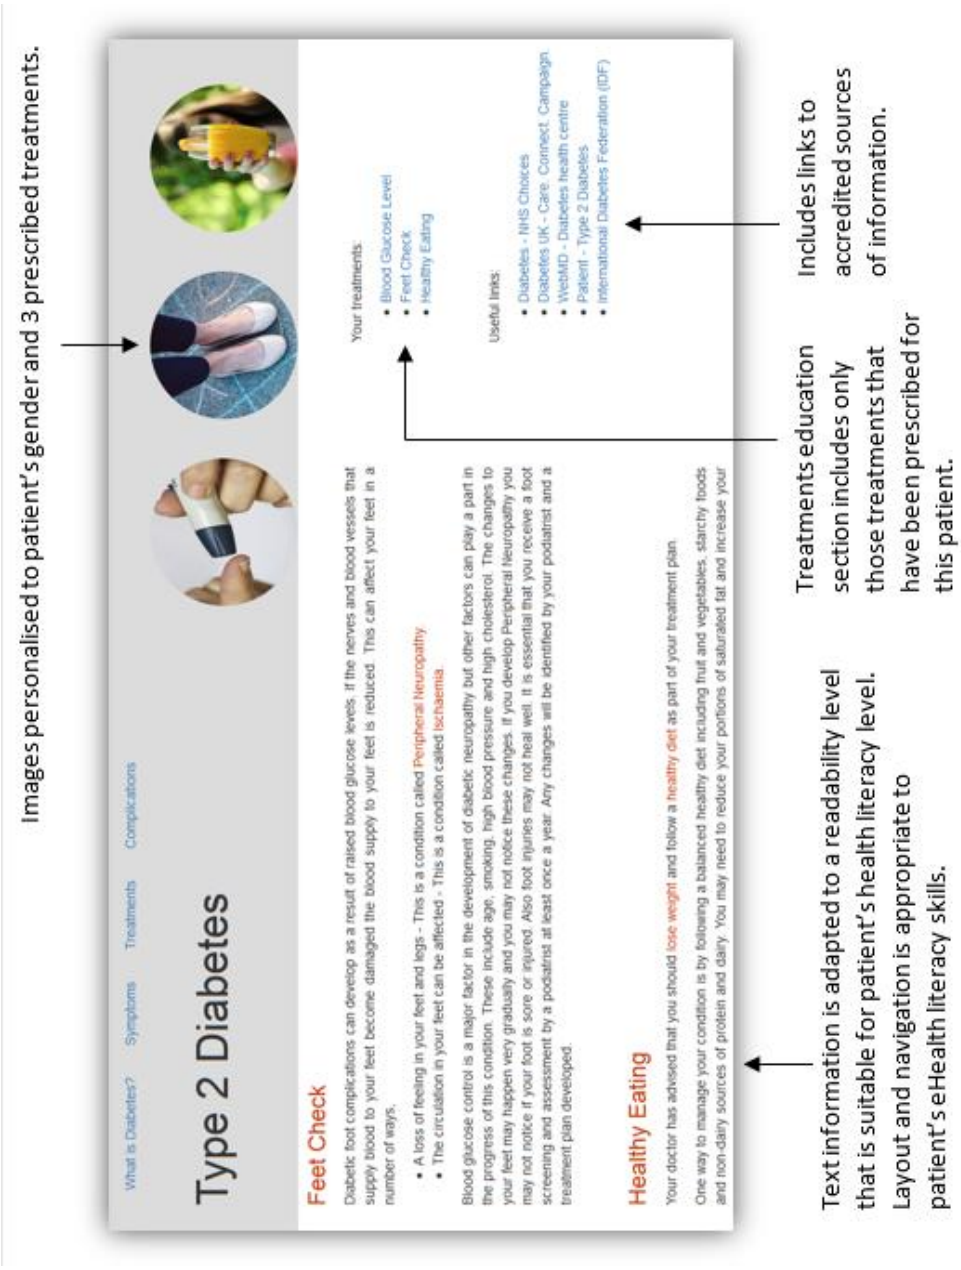 Images personalised to patient's gender and 3 prescribed treatments.
What is Diabetes? Symptoms Treatments Complications
Type 2 Diabetes
Feet Check
Diabetic foot complications can develop as a result of raised blood glucose levels, if the nerves and blood vessels that
supply blood to your feet become damaged the blood supply to your feet is reduced. This can affect your feet in a
number of ways,
• A loss of feeling in your feet and legs - This is a condition called Peripheral Neuropathy.
• The circulation in your feet can be affected - This is a condition called Ischaemia.
Blood glucose control is a major factor in the development of diabetic neuropathy but other factors can play a part in
the progress of this condition. These include age, smoking, high blood pressure and high cholesterol. The changes to
your feet may happen very gradually and you may not notice these changes. If you develop Peripheral Neuropathy you
may not notice if your foot is sore or injured. Also foot injuries may not heal well. It is essential that you receive a foot
screening and assessment by a podiatrist at least once a year. Any changes will be identified by your podiatrist and a
treatment plan developed.
Healthy Eating
Your doctor has advised that you should lose weight and follow a healthy diet as part of your treatment plan.
One way to manage your condition is by following a balanced healthy diet including fruit and vegetables, starchy foods
and non-dairy sources of protein and dairy. You may need to reduce your portions of saturated fat and increase your
Your treatments:
• Blood Glucose Level
• Feet Check
• Healthy Eating
Useful links:
• Diabetes - NHS Choices
• Diabetes UK - Care. Connect. Campaign.
• WebMD - Diabetes health centre
• Patient - Type 2 Diabetes
• International Diabetes Federation (IDF)
Text information is adapted to a readability level
that is suitable for patient's health literacy level.
Layout and navigation is appropriate to
patient's eHealth literacy skills.
Treatments education
section includes only
those treatments that
have been prescribed for
this patient.
Includes links to
accredited sources
of information.